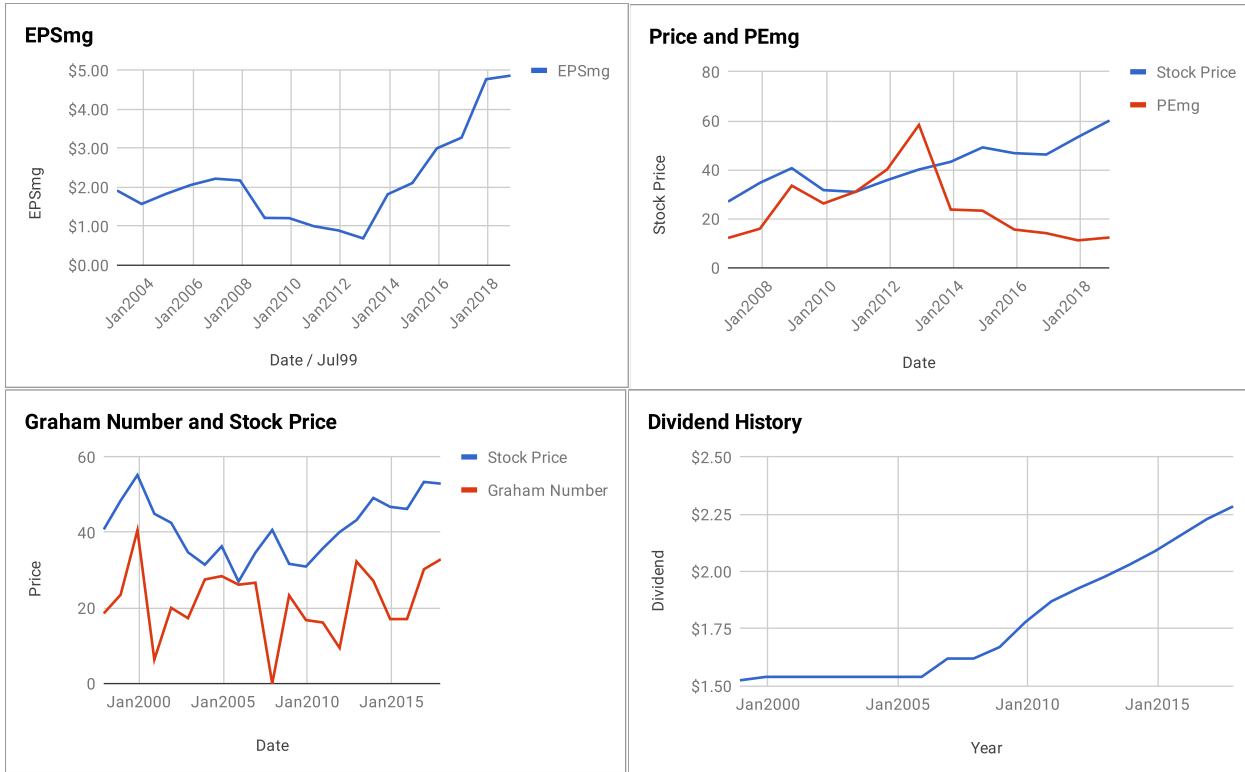 EPSmg
$5.00
$4.00
$3.00
$2.00
$1.00
$0.00
EPSmg
Jan2004
Jan2006
Jan2008
Jan2010
Jan2012
Jan2014
Jan2016
Jan2018
Date / Jul99
EPSmg
Price and PEmg
80
60
40
20
0
Stock Price
Jan2008
Jan2010
Jan2012
Jan2014
Jan2016
Jan2018
Date
Stock Price
PEmg
Graham Number and Stock Price
60
40
20
0
Price
Jan2000
Jan2005
Jan2010
Jan2015
Date
Stock Price
Graham Number
Dividend History
$2.50
$2.25
$2.00
$1.75
$1.50
Dividend
Jan2000
Jan2005
Jan2010
Jan2015
Year